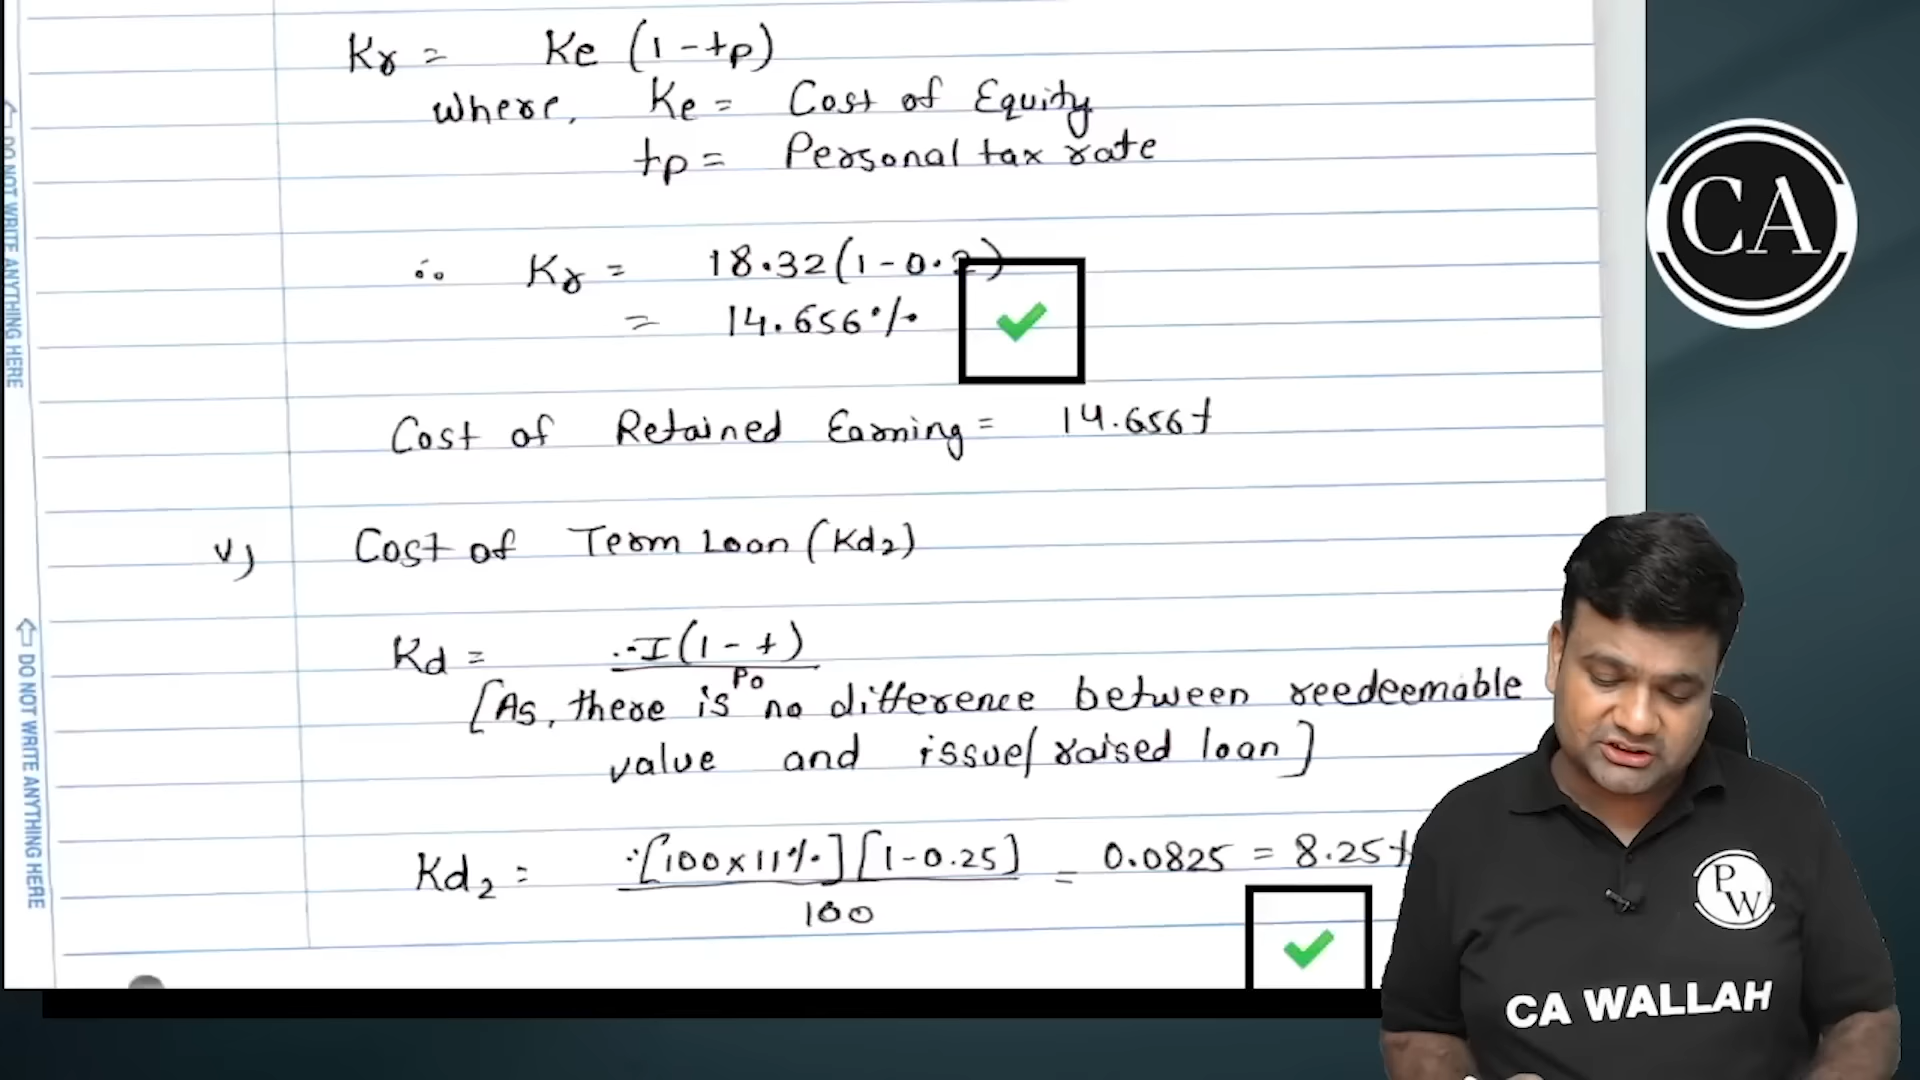 Kr = Ke (1-tp)
where, Ke = Cost of Equity
tp = Personal tax rate
∴ Kr = 18.32(1-0.2)
= 14.656%
Cost of Retained Earning = 14.656%
v) Cost of Term Loan (Kd2)
Kd = I(1-t)
Po
[As, there is no difference between reedeemable
value and issue/raised loan]
Kd2 = [100x11%][1-0.25] = 0.0825 = 8.25%
100
DO NOT WRITE ANYTHING HERE
DO NOT WRITE ANYTHING HERE
CA
PW
CA WALLAH